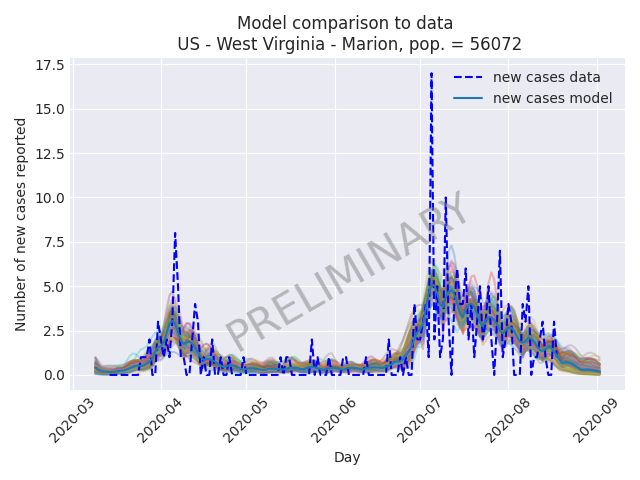 Model comparison to data
US - West Virginia - Marion, pop. = 56072
17.5
15.0
12.5
10.0
7.5
5.0
2.5
0.0
Number of new cases reported
new cases data
new cases model
PRELIMINARY
2020-03
2020-04
2020-05
2020-06
2020-07
2020-08
2020-09
Day